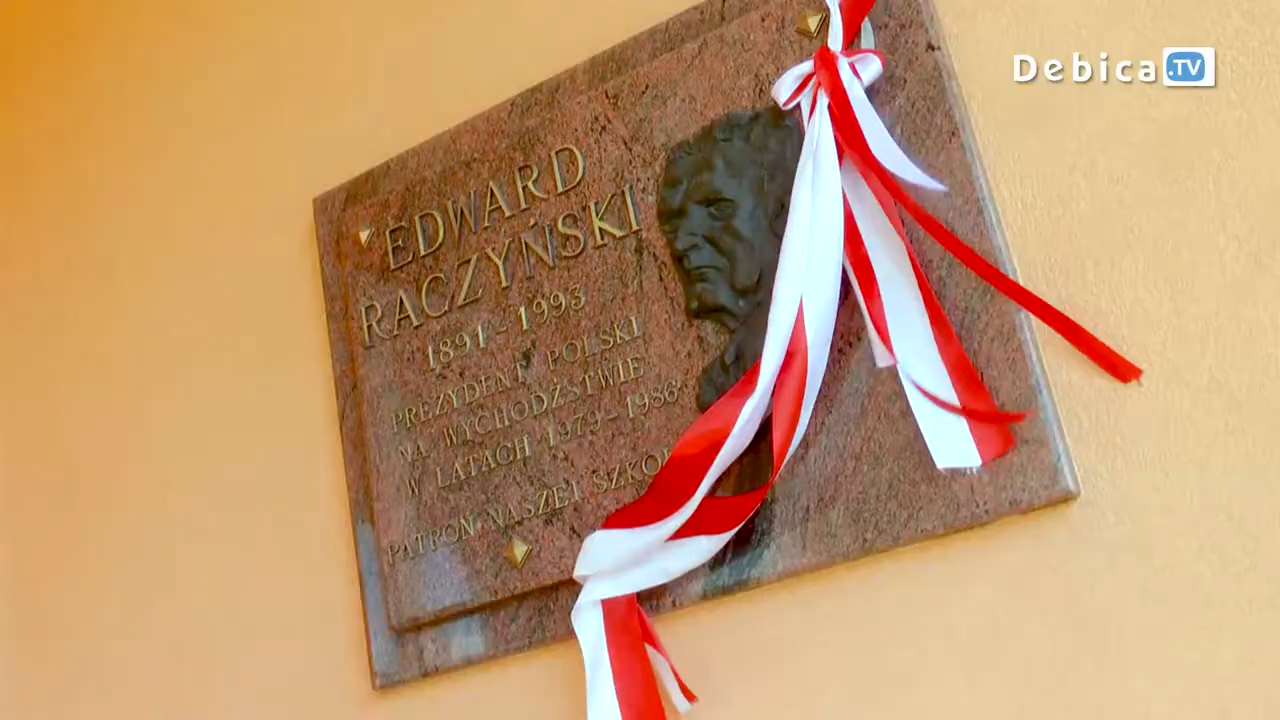 Debica.TV
EDWARD
RACZYŃSKI
1891-1993
PREZYDENT POLSKI
NA WYCHODŹSTWIE
W LATACH 1979-1986
PATRON NASZEJ